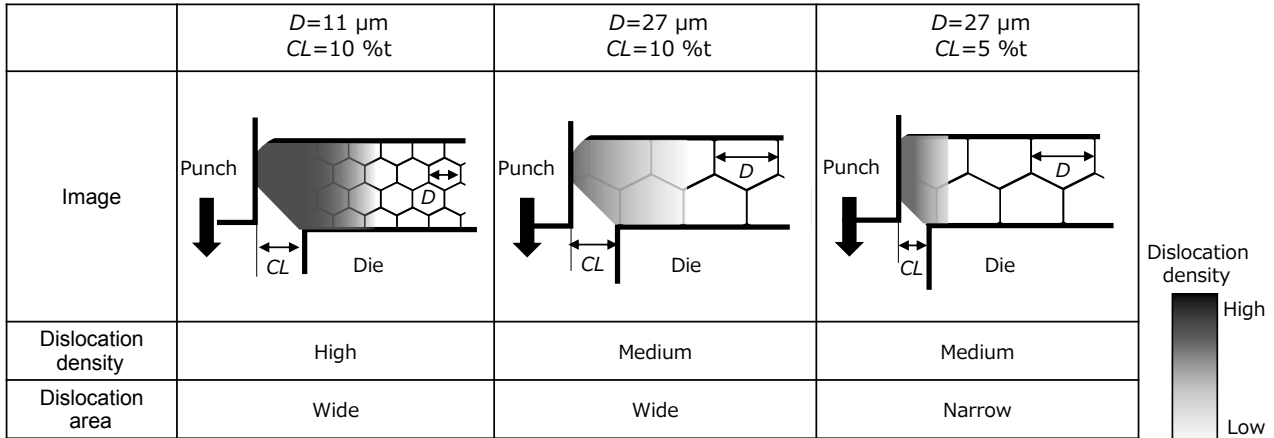 D=11 μm
CL=10 %t
D=27 μm
CL=10 %t
D=27 μm
CL=5 %t
Image
Punch
D
CL
Die
Punch
D
CL
Die
Punch
D
CL
Die
Dislocation
density
High
Low
Dislocation
density
High
Medium
Medium
Dislocation
area
Wide
Wide
Narrow